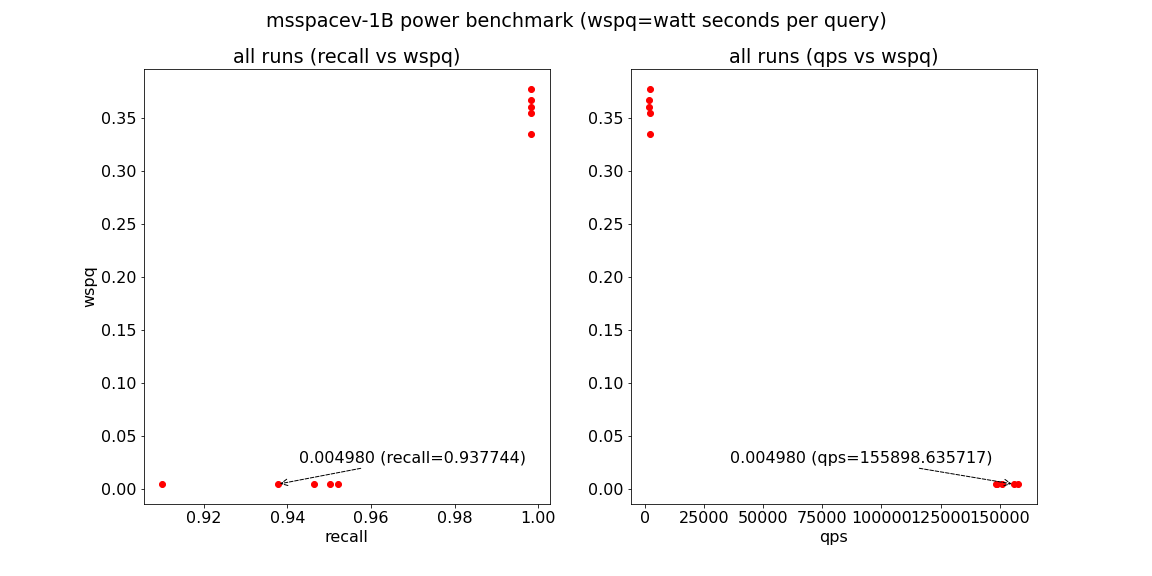 msspacev-1B power benchmark (wspq=watt seconds per query)
all runs (recall vs wspq)
wspq
0.35
0.30
0.25
0.20
0.15
0.10
0.05
0.00
0.004980 (recall=0.937744)
0.92 0.94 0.96 0.98 1.00
recall
all runs (qps vs wspq)
0.35
0.30
0.25
0.20
0.15
0.10
0.05
0.00
0.004980 (qps=155898.635717)
0 25000 50000 75000 100000 125000 150000
qps